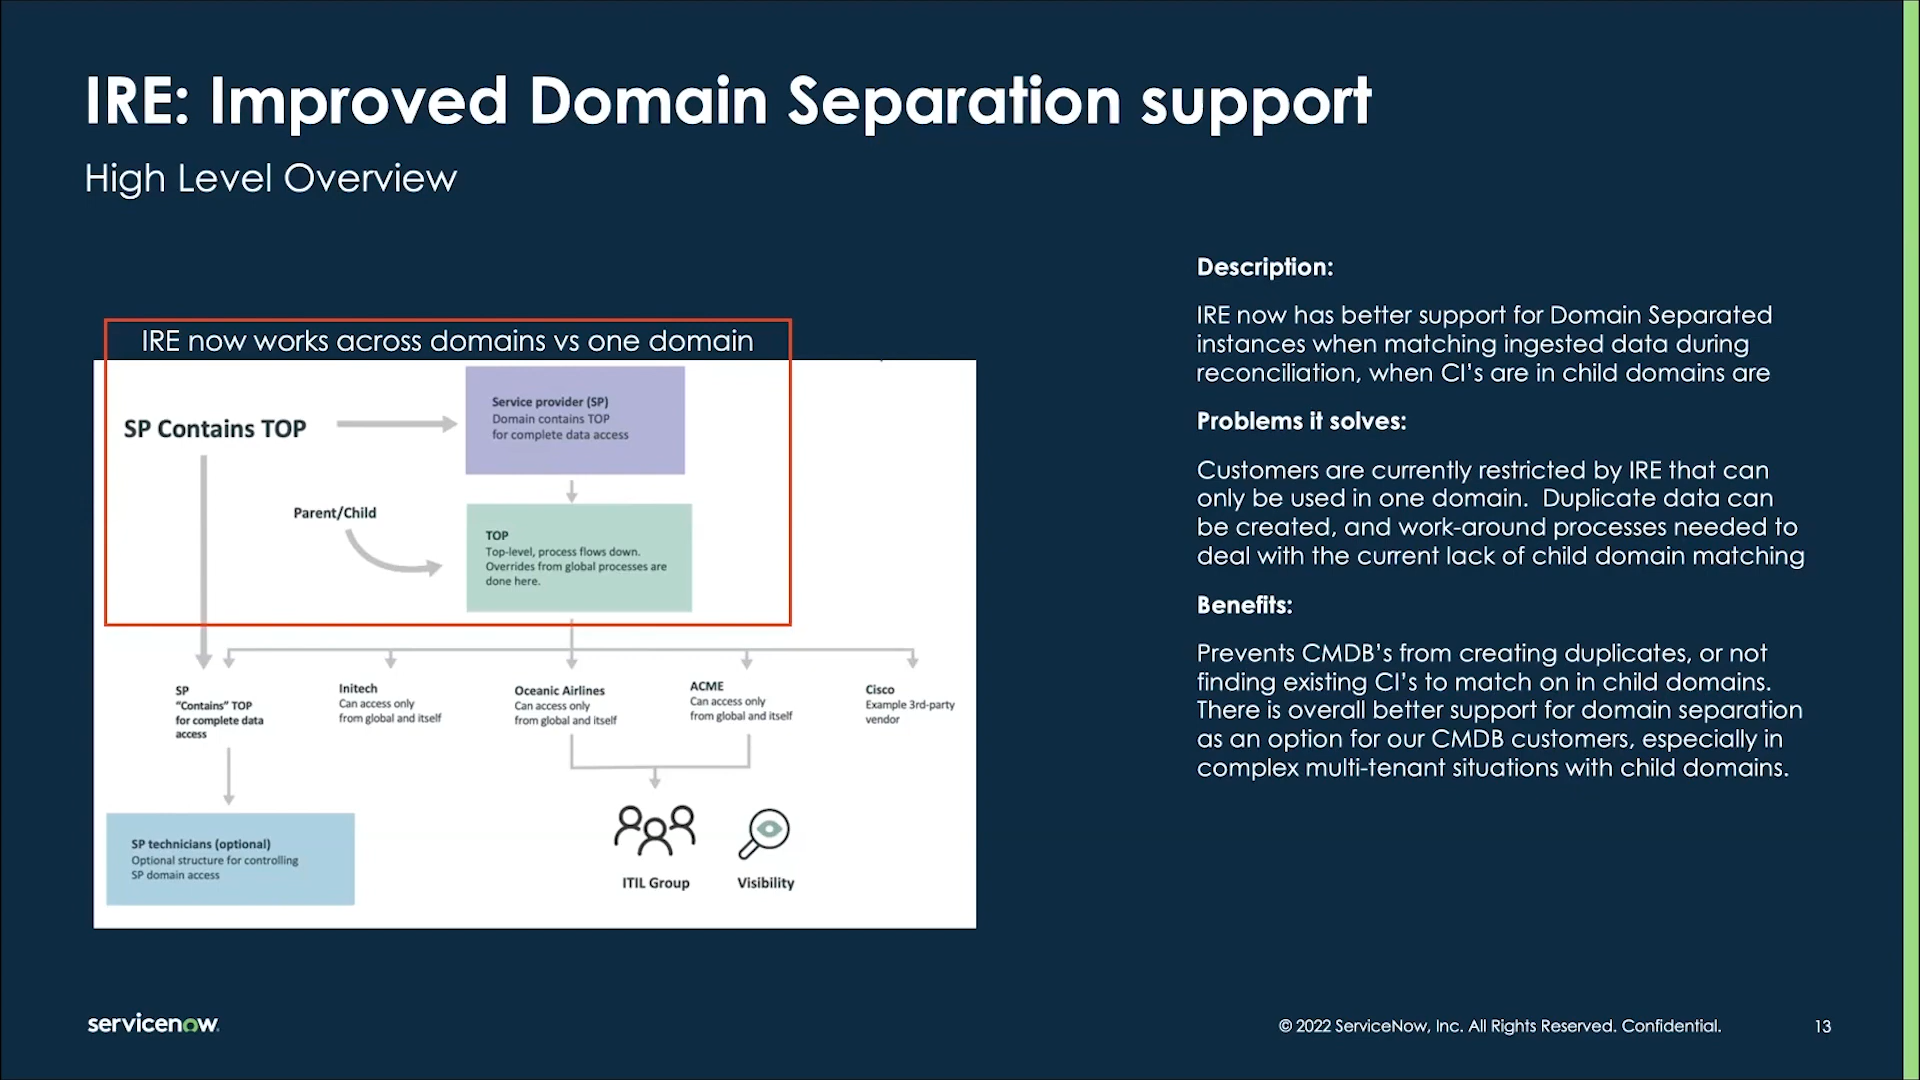 IRE: Improved Domain Separation support
High Level Overview
IRE now works across domains vs one domain
SP Contains TOP
Service provider (SP)
Domain contains TOP
for complete data access
Parent/Child
TOP
Top-level, process flows down.
Overrides from global processes are
done here.
SP
“Contains” TOP
for complete data
access
Initech
Can access only
from global and itself
Oceanic Airlines
Can access only
from global and itself
ACME
Can access only
from global and itself
Cisco
Example 3rd-party
vendor
SP technicians (optional)
Optional structure for controlling
SP domain access
ITIL Group
Visibility
Description:
IRE now has better support for Domain Separated
instances when matching ingested data during
reconciliation, when CI’s are in child domains are
Problems it solves:
Customers are currently restricted by IRE that can
only be used in one domain.  Duplicate data can
be created, and work-around processes needed to
deal with the current lack of child domain matching
Benefits:
Prevents CMDB’s from creating duplicates, or not
finding existing CI’s to match on in child domains.
There is overall better support for domain separation
as an option for our CMDB customers, especially in
complex multi-tenant situations with child domains.
servicenow.
© 2022 ServiceNow, Inc. All Rights Reserved. Confidential.
13